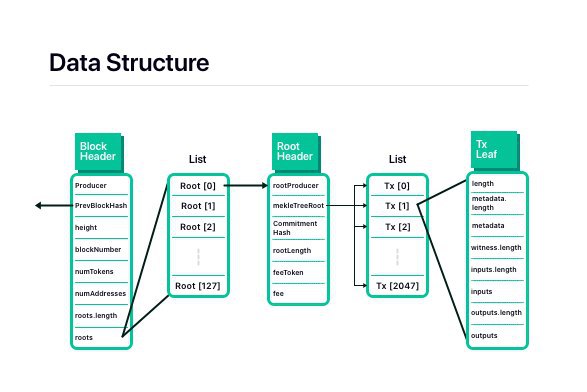 Data Structure
Block
Header
Producer
PrevBlockHash
height
blockNumber
numTokens
numAddresses
roots.length
roots
List
Root [0]
Root [1]
Root [2]
Root [127]
Root
Header
rootProducer
mekleTreeRoot
Commitment
Hash
rootLength
feeToken
fee
List
Tx [0]
Tx [1]
Tx [2]
Tx [2047]
Tx
Leaf
length
metadata.
length
metadata
witness.length
inputs.length
inputs
outputs.length
outputs